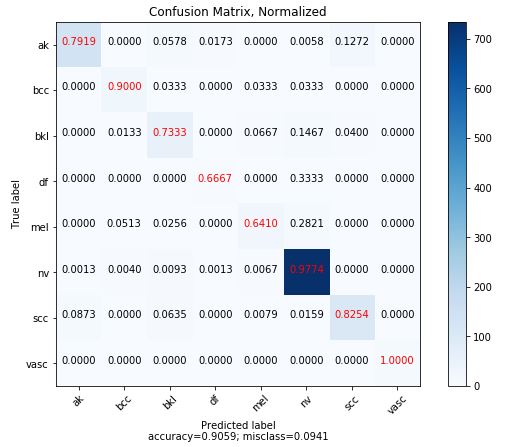 Confusion Matrix, Normalized
ak 0.7919 0.0000 0.0578 0.0173 0.0000 0.0058 0.1272 0.0000
bcc 0.0000 0.9000 0.0333 0.0000 0.0333 0.0333 0.0000 0.0000
bkl 0.0000 0.0133 0.7333 0.0000 0.0667 0.1467 0.0400 0.0000
df 0.0000 0.0000 0.0000 0.6667 0.0000 0.3333 0.0000 0.0000
mel 0.0000 0.0513 0.0256 0.0000 0.6410 0.2821 0.0000 0.0000
nv 0.0013 0.0040 0.0093 0.0013 0.0067 0.9774 0.0000 0.0000
scc 0.0873 0.0000 0.0635 0.0000 0.0079 0.0159 0.8254 0.0000
vasc 0.0000 0.0000 0.0000 0.0000 0.0000 0.0000 0.0000 1.0000
True label
ak bcc bkl df mel nv scc vasc
Predicted label
accuracy=0.9059; misclass=0.0941
700
600
500
400
300
200
100
0